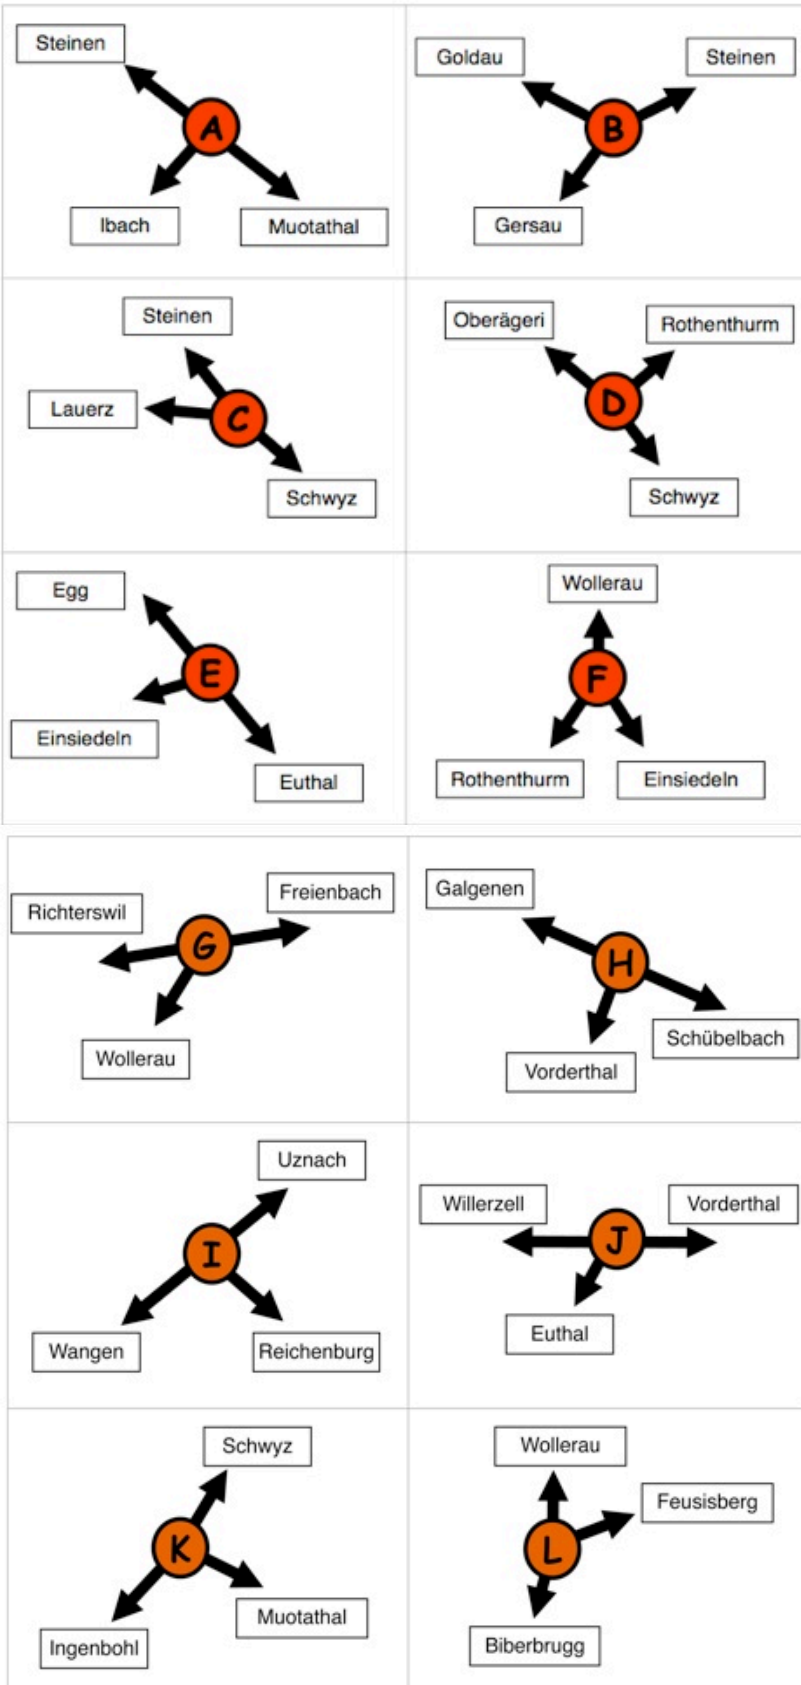 Steinen
A
Ibach
Muotathal
Goldau
Steinen
B
Gersau
Steinen
Lauerz
C
Schwyz
Oberägeri
Rothenthurm
D
Schwyz
Egg
E
Einsiedeln
Euthal
Wollerau
F
Rothenthurm
Einsiedeln
Freienbach
Richterswil
G
Wollerau
Galgenen
H
Schübelbach
Vorderthal
Uznach
I
Wangen
Reichenburg
Willerzell
Vorderthal
J
Euthal
Schwyz
K
Muotathal
Ingenbohl
Wollerau
Feusisberg
L
Biberbrugg